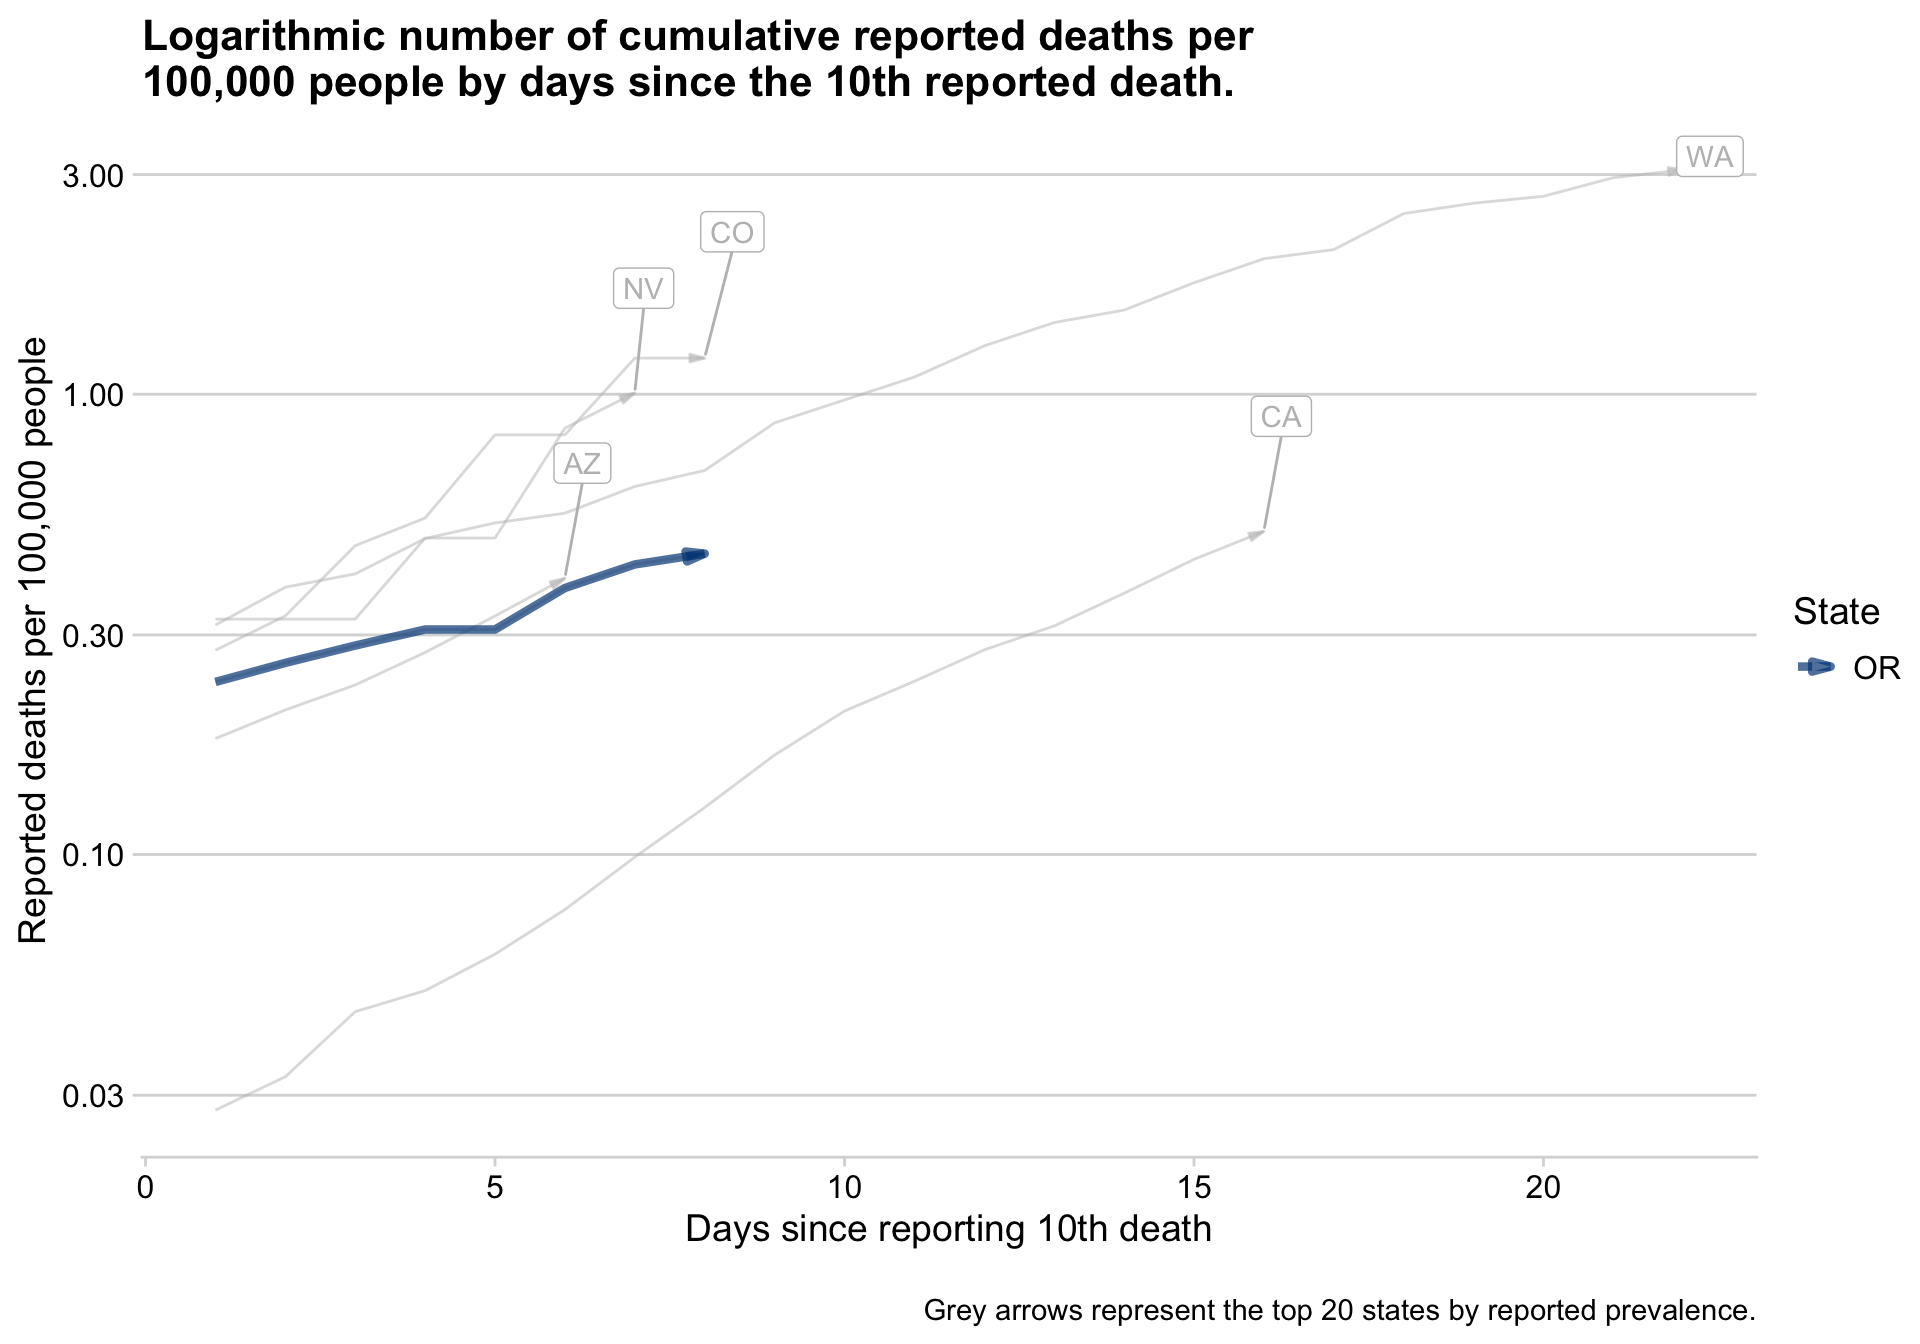 Logarithmic number of cumulative reported deaths per
100,000 people by days since the 10th reported death.
Reported deaths per 100,000 people
3.00
1.00
0.30
0.10
0.03
WA
CO
NV
CA
AZ
State
OR
0 5 10 15 20
Days since reporting 10th death
Grey arrows represent the top 20 states by reported prevalence.